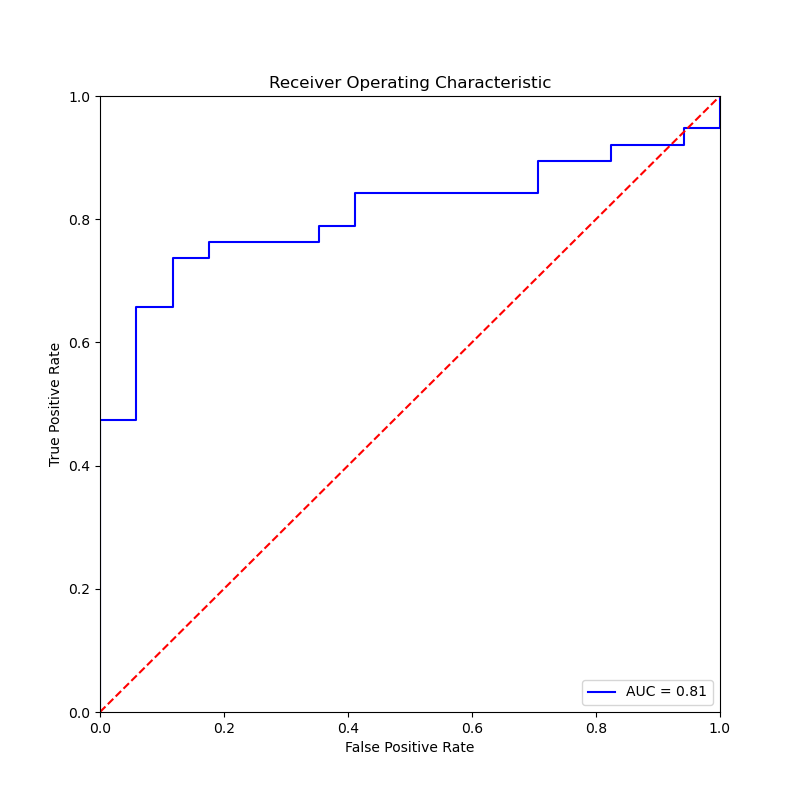 Receiver Operating Characteristic
1.0
0.8
0.6
0.4
0.2
0.0
True Positive Rate
AUC = 0.81
0.0 0.2 0.4 0.6 0.8 1.0
False Positive Rate